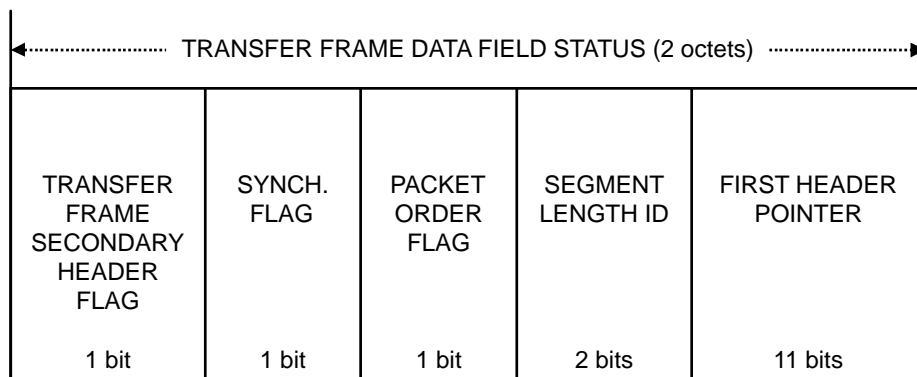 TRANSFER FRAME DATA FIELD STATUS (2 octets)
TRANSFER
FRAME
SECONDARY
HEADER
FLAG
1 bit
SYNCH.
FLAG
1 bit
PACKET
ORDER
FLAG
1 bit
SEGMENT
LENGTH ID
2 bits
FIRST HEADER
POINTER
11 bits